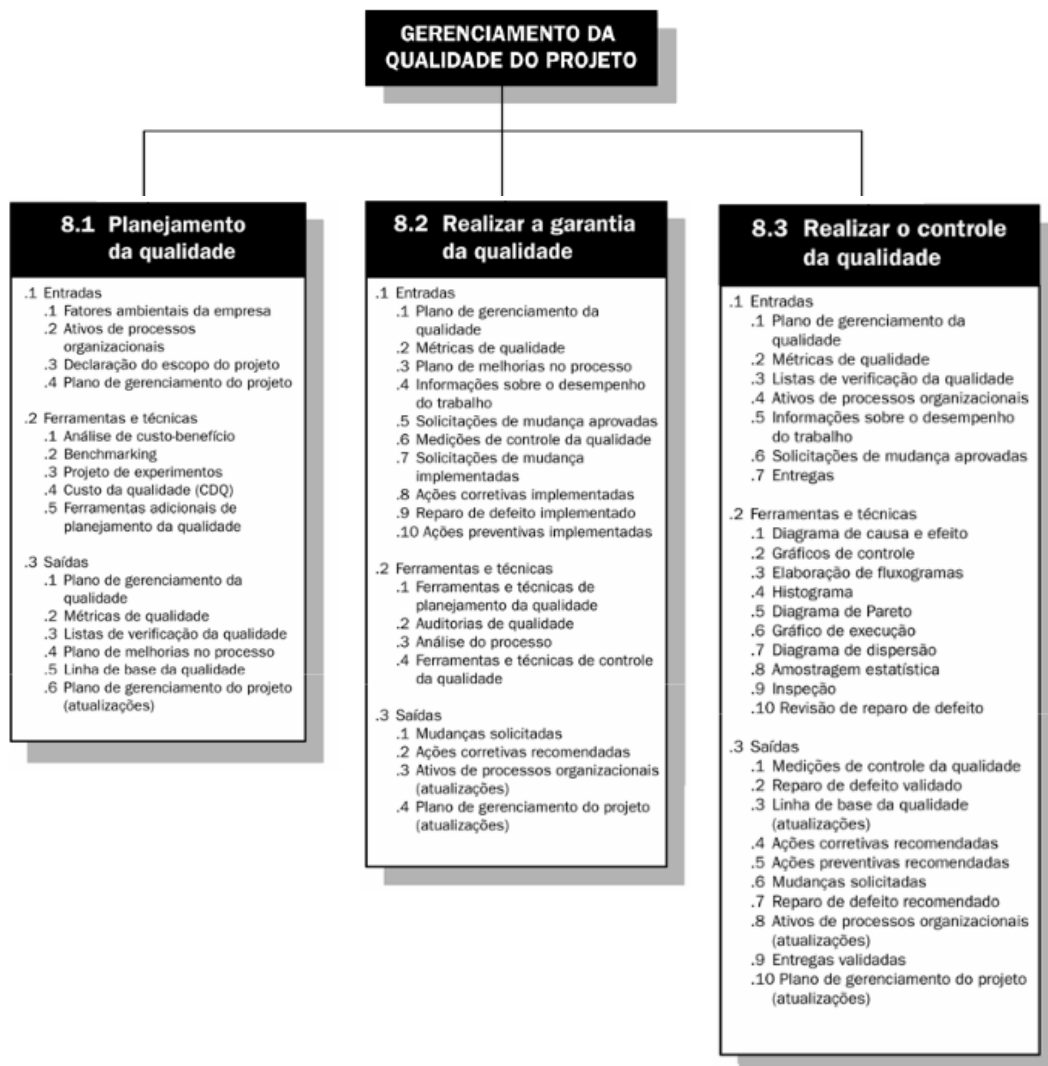 GERENCIAMENTO DA
QUALIDADE DO PROJETO
8.1 Planejamento
da qualidade
.1 Entradas
.1 Fatores ambientais da empresa
.2 Ativos de processos
organizacionais
.3 Declaração do escopo do projeto
.4 Plano de gerenciamento do projeto
.2 Ferramentas e técnicas
.1 Análise de custo-benefício
.2 Benchmarking
.3 Projeto de experimentos
.4 Custo da qualidade (CDQ)
.5 Ferramentas adicionais de
planejamento da qualidade
.3 Saídas
.1 Plano de gerenciamento da
qualidade
.2 Métricas de qualidade
.3 Listas de verificação da qualidade
.4 Plano de melhorias no processo
.5 Linha de base da qualidade
.6 Plano de gerenciamento do projeto
(atualizações)
8.2 Realizar a garantia
da qualidade
.1 Entradas
.1 Plano de gerenciamento da
qualidade
.2 Métricas de qualidade
.3 Plano de melhorias no processo
.4 Informações sobre o desempenho
do trabalho
.5 Solicitações de mudança aprovadas
.6 Medições de controle da qualidade
.7 Solicitações de mudança
implementadas
.8 Ações corretivas implementadas
.9 Reparo de defeito implementado
.10 Ações preventivas implementadas
.2 Ferramentas e técnicas
.1 Ferramentas e técnicas de
planejamento da qualidade
.2 Auditorias de qualidade
.3 Análise do processo
.4 Ferramentas e técnicas de controle
da qualidade
.3 Saídas
.1 Mudanças solicitadas
.2 Ações corretivas recomendadas
.3 Ativos de processos organizacionais
(atualizações)
.4 Plano de gerenciamento do projeto
(atualizações)
8.3 Realizar o controle
da qualidade
.1 Entradas
.1 Plano de gerenciamento da
qualidade
.2 Métricas de qualidade
.3 Listas de verificação da qualidade
.4 Ativos de processos organizacionais
.5 Informações sobre o desempenho
do trabalho
.6 Solicitações de mudança aprovadas
.7 Entregas
.2 Ferramentas e técnicas
.1 Diagrama de causa e efeito
.2 Gráficos de controle
.3 Elaboração de fluxogramas
.4 Histograma
.5 Diagrama de Pareto
.6 Gráfico de execução
.7 Diagrama de dispersão
.8 Amostragem estatística
.9 Inspeção
.10 Revisão de reparo de defeito
.3 Saídas
.1 Medições de controle da qualidade
.2 Reparo de defeito validado
.3 Linha de base da qualidade
(atualizações)
.4 Ações corretivas recomendadas
.5 Ações preventivas recomendadas
.6 Mudanças solicitadas
.7 Reparo de defeito recomendado
.8 Ativos de processos organizacionais
(atualizações)
.9 Entregas validadas
.10 Plano de gerenciamento do projeto
(atualizações)